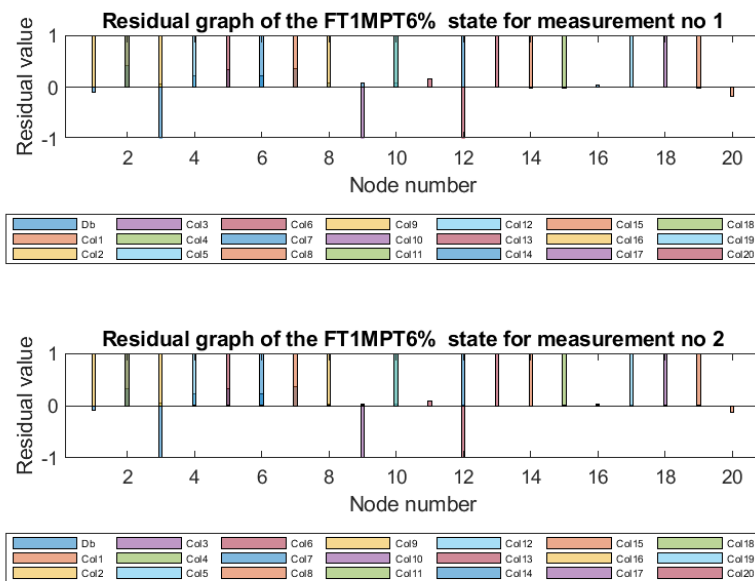 Residual graph of the FT1MPT6% state for measurement no 1
Residual value
1
0
-1
2 4 6 8 10 12 14 16 18 20
Node number
Db Col3 Col6 Col9 Col12 Col15 Col18
Col1 Col4 Col7 Col10 Col13 Col16 Col19
Col2 Col5 Col8 Col11 Col14 Col17 Col20
Residual graph of the FT1MPT6% state for measurement no 2
Residual value
1
0
-1
2 4 6 8 10 12 14 16 18 20
Node number
Db Col3 Col6 Col9 Col12 Col15 Col18
Col1 Col4 Col7 Col10 Col13 Col16 Col19
Col2 Col5 Col8 Col11 Col14 Col17 Col20